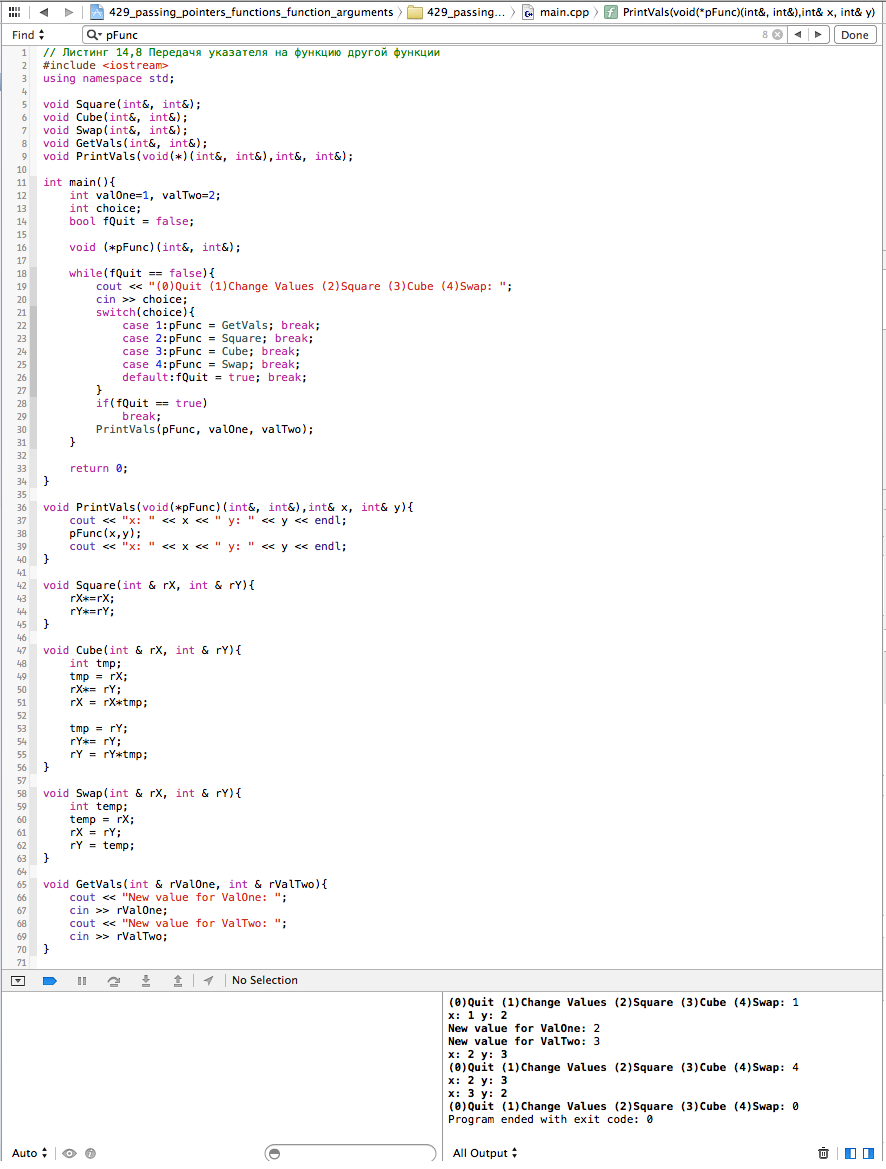 429_passing_pointers_functions_function_arguments 429_passing... main.cpp f PrintVals(void(*pFunc)(int&, int&),int& x, int& y)
Find pFunc 8 Done
1 // Листинг 14,8 Передачя указателя на функцию другой функции
2 #include <iostream>
3 using namespace std;
4
5 void Square(int&, int&);
6 void Cube(int&, int&);
7 void Swap(int&, int&);
8 void GetVals(int&, int&);
9 void PrintVals(void(*)(int&, int&),int&, int&);
10
11 int main(){
12     int valOne=1, valTwo=2;
13     int choice;
14     bool fQuit = false;
15
16     void (*pFunc)(int&, int&);
17
18     while(fQuit == false){
19         cout << "(0)Quit (1)Change Values (2)Square (3)Cube (4)Swap: ";
20         cin >> choice;
21         switch(choice){
22             case 1:pFunc = GetVals; break;
23             case 2:pFunc = Square; break;
24             case 3:pFunc = Cube; break;
25             case 4:pFunc = Swap; break;
26             default:fQuit = true; break;
27         }
28         if(fQuit == true)
29             break;
30         PrintVals(pFunc, valOne, valTwo);
31     }
32
33     return 0;
34 }
35
36 void PrintVals(void(*pFunc)(int&, int&),int& x, int& y){
37     cout << "x: " << x << " y: " << y << endl;
38     pFunc(x,y);
39     cout << "x: " << x << " y: " << y << endl;
40 }
41
42 void Square(int & rX, int & rY){
43     rX*=rX;
44     rY*=rY;
45 }
46
47 void Cube(int & rX, int & rY){
48     int tmp;
49     tmp = rX;
50     rX*= rY;
51     rX = rX*tmp;
52
53     tmp = rY;
54     rY*= rY;
55     rY = rY*tmp;
56 }
57
58 void Swap(int & rX, int & rY){
59     int temp;
60     temp = rX;
61     rX = rY;
62     rY = temp;
63 }
64
65 void GetVals(int & rValOne, int & rValTwo){
66     cout << "New value for ValOne: ";
67     cin >> rValOne;
68     cout << "New value for ValTwo: ";
69     cin >> rValTwo;
70 }
71
No Selection
(0)Quit (1)Change Values (2)Square (3)Cube (4)Swap: 1
x: 1 y: 2
New value for ValOne: 2
New value for ValTwo: 3
x: 2 y: 3
(0)Quit (1)Change Values (2)Square (3)Cube (4)Swap: 4
x: 2 y: 3
x: 3 y: 2
(0)Quit (1)Change Values (2)Square (3)Cube (4)Swap: 0
Program ended with exit code: 0
Auto All Output